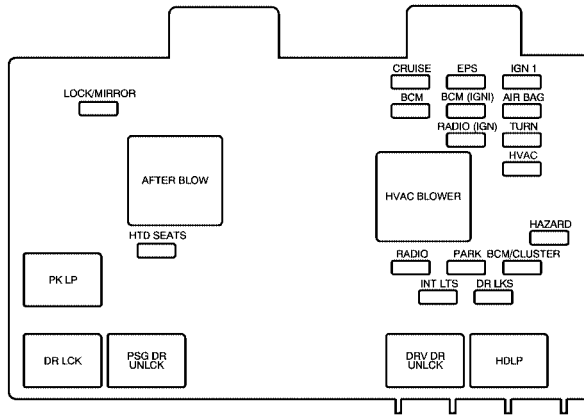 CRUISE EPS IGN 1
LOCK/MIRROR
BCM BCM (IGNI) AIR BAG
RADIO (IGN) TURN
HVAC
AFTER BLOW
HVAC BLOWER
HTD SEATS
HAZARD
RADIO PARK BCM/CLUSTER
PK LP
INT LTS DR LKS
DR LCK
PSG DR
UNLCK
DRV DR
UNLCK
HDLP